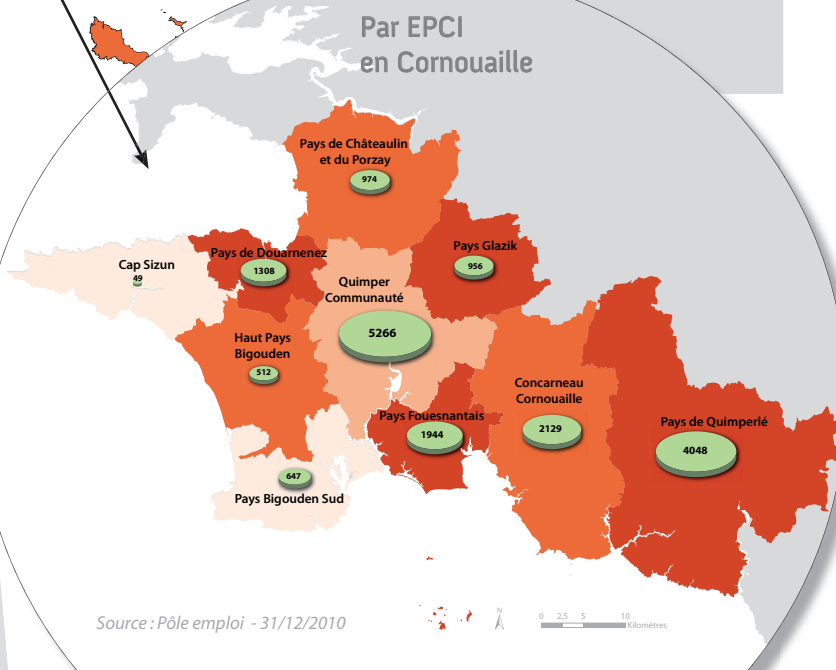 Par EPCI
en Cornouaille
Pays de Châteaulin
et du Porzay
974
Pays Glazik
956
Pays de Douarnenez
1308
Cap Sizun
49
Quimper
Communauté
5266
Haut Pays
Bigouden
512
Concarneau
Cornouaille
2129
Pays Fouesnantais
1944
Pays de Quimperlé
4048
647
Pays Bigouden Sud
Source : Pôle emploi - 31/12/2010
N
0 2,5 5 10
Kilomètres